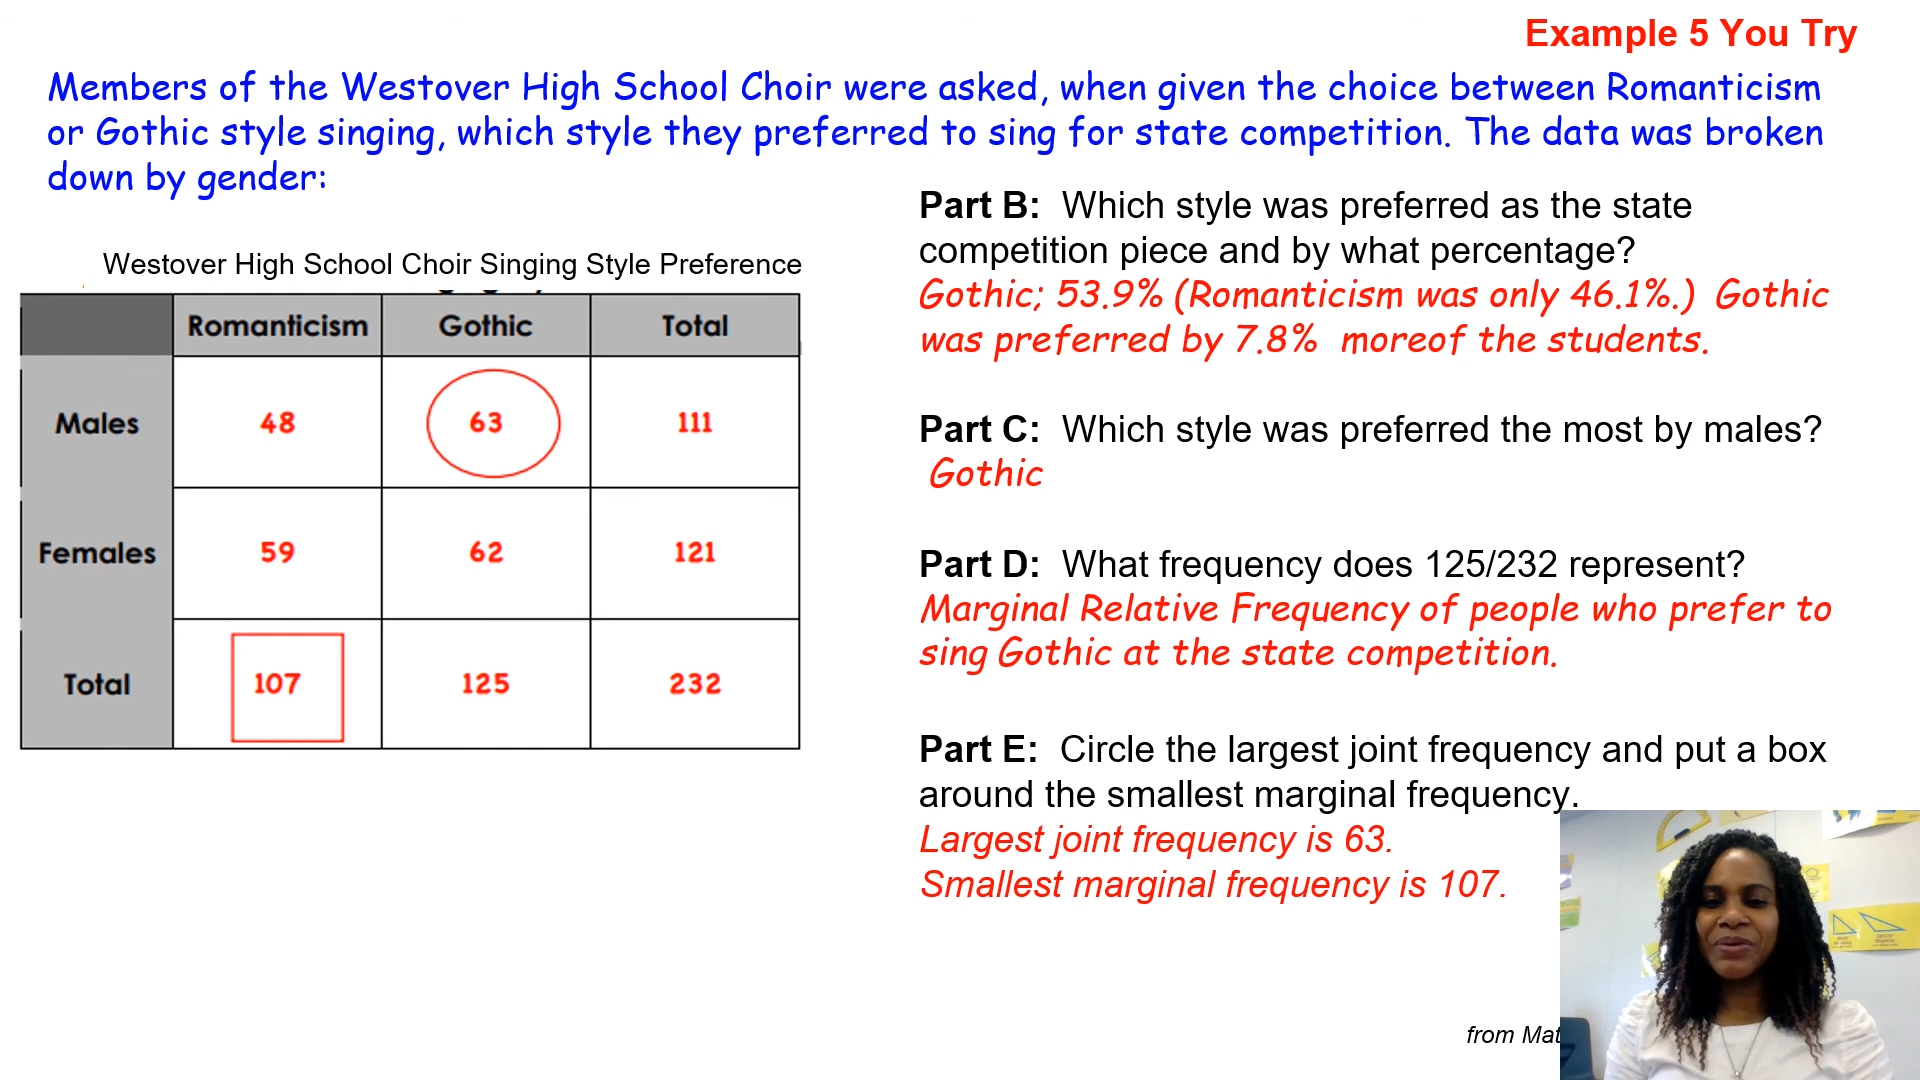 Example 5 You Try
Members of the Westover High School Choir were asked, when given the choice between Romanticism
or Gothic style singing, which style they preferred to sing for state competition. The data was broken
down by gender:
Westover High School Choir Singing Style Preference
Romanticism Gothic Total
Males 48 63 111
Females 59 62 121
Total 107 125 232
Part B: Which style was preferred as the state
competition piece and by what percentage?
Gothic; 53.9% (Romanticism was only 46.1%.) Gothic
was preferred by 7.8% moreof the students.
Part C: Which style was preferred the most by males?
Gothic
Part D: What frequency does 125/232 represent?
Marginal Relative Frequency of people who prefer to
sing Gothic at the state competition.
Part E: Circle the largest joint frequency and put a box
around the smallest marginal frequency.
Largest joint frequency is 63.
Smallest marginal frequency is 107.
from Mat